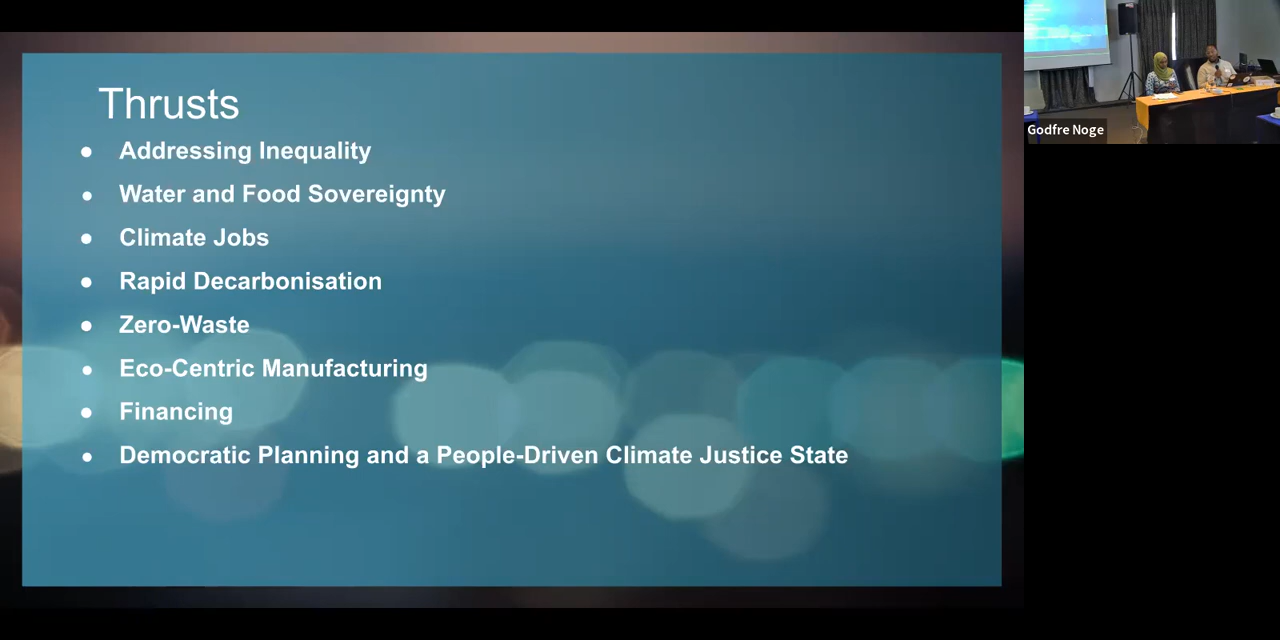 Thrusts
● Addressing Inequality
● Water and Food Sovereignty
● Climate Jobs
● Rapid Decarbonisation
● Zero-Waste
● Eco-Centric Manufacturing
● Financing
● Democratic Planning and a People-Driven Climate Justice State
Godfre Noge